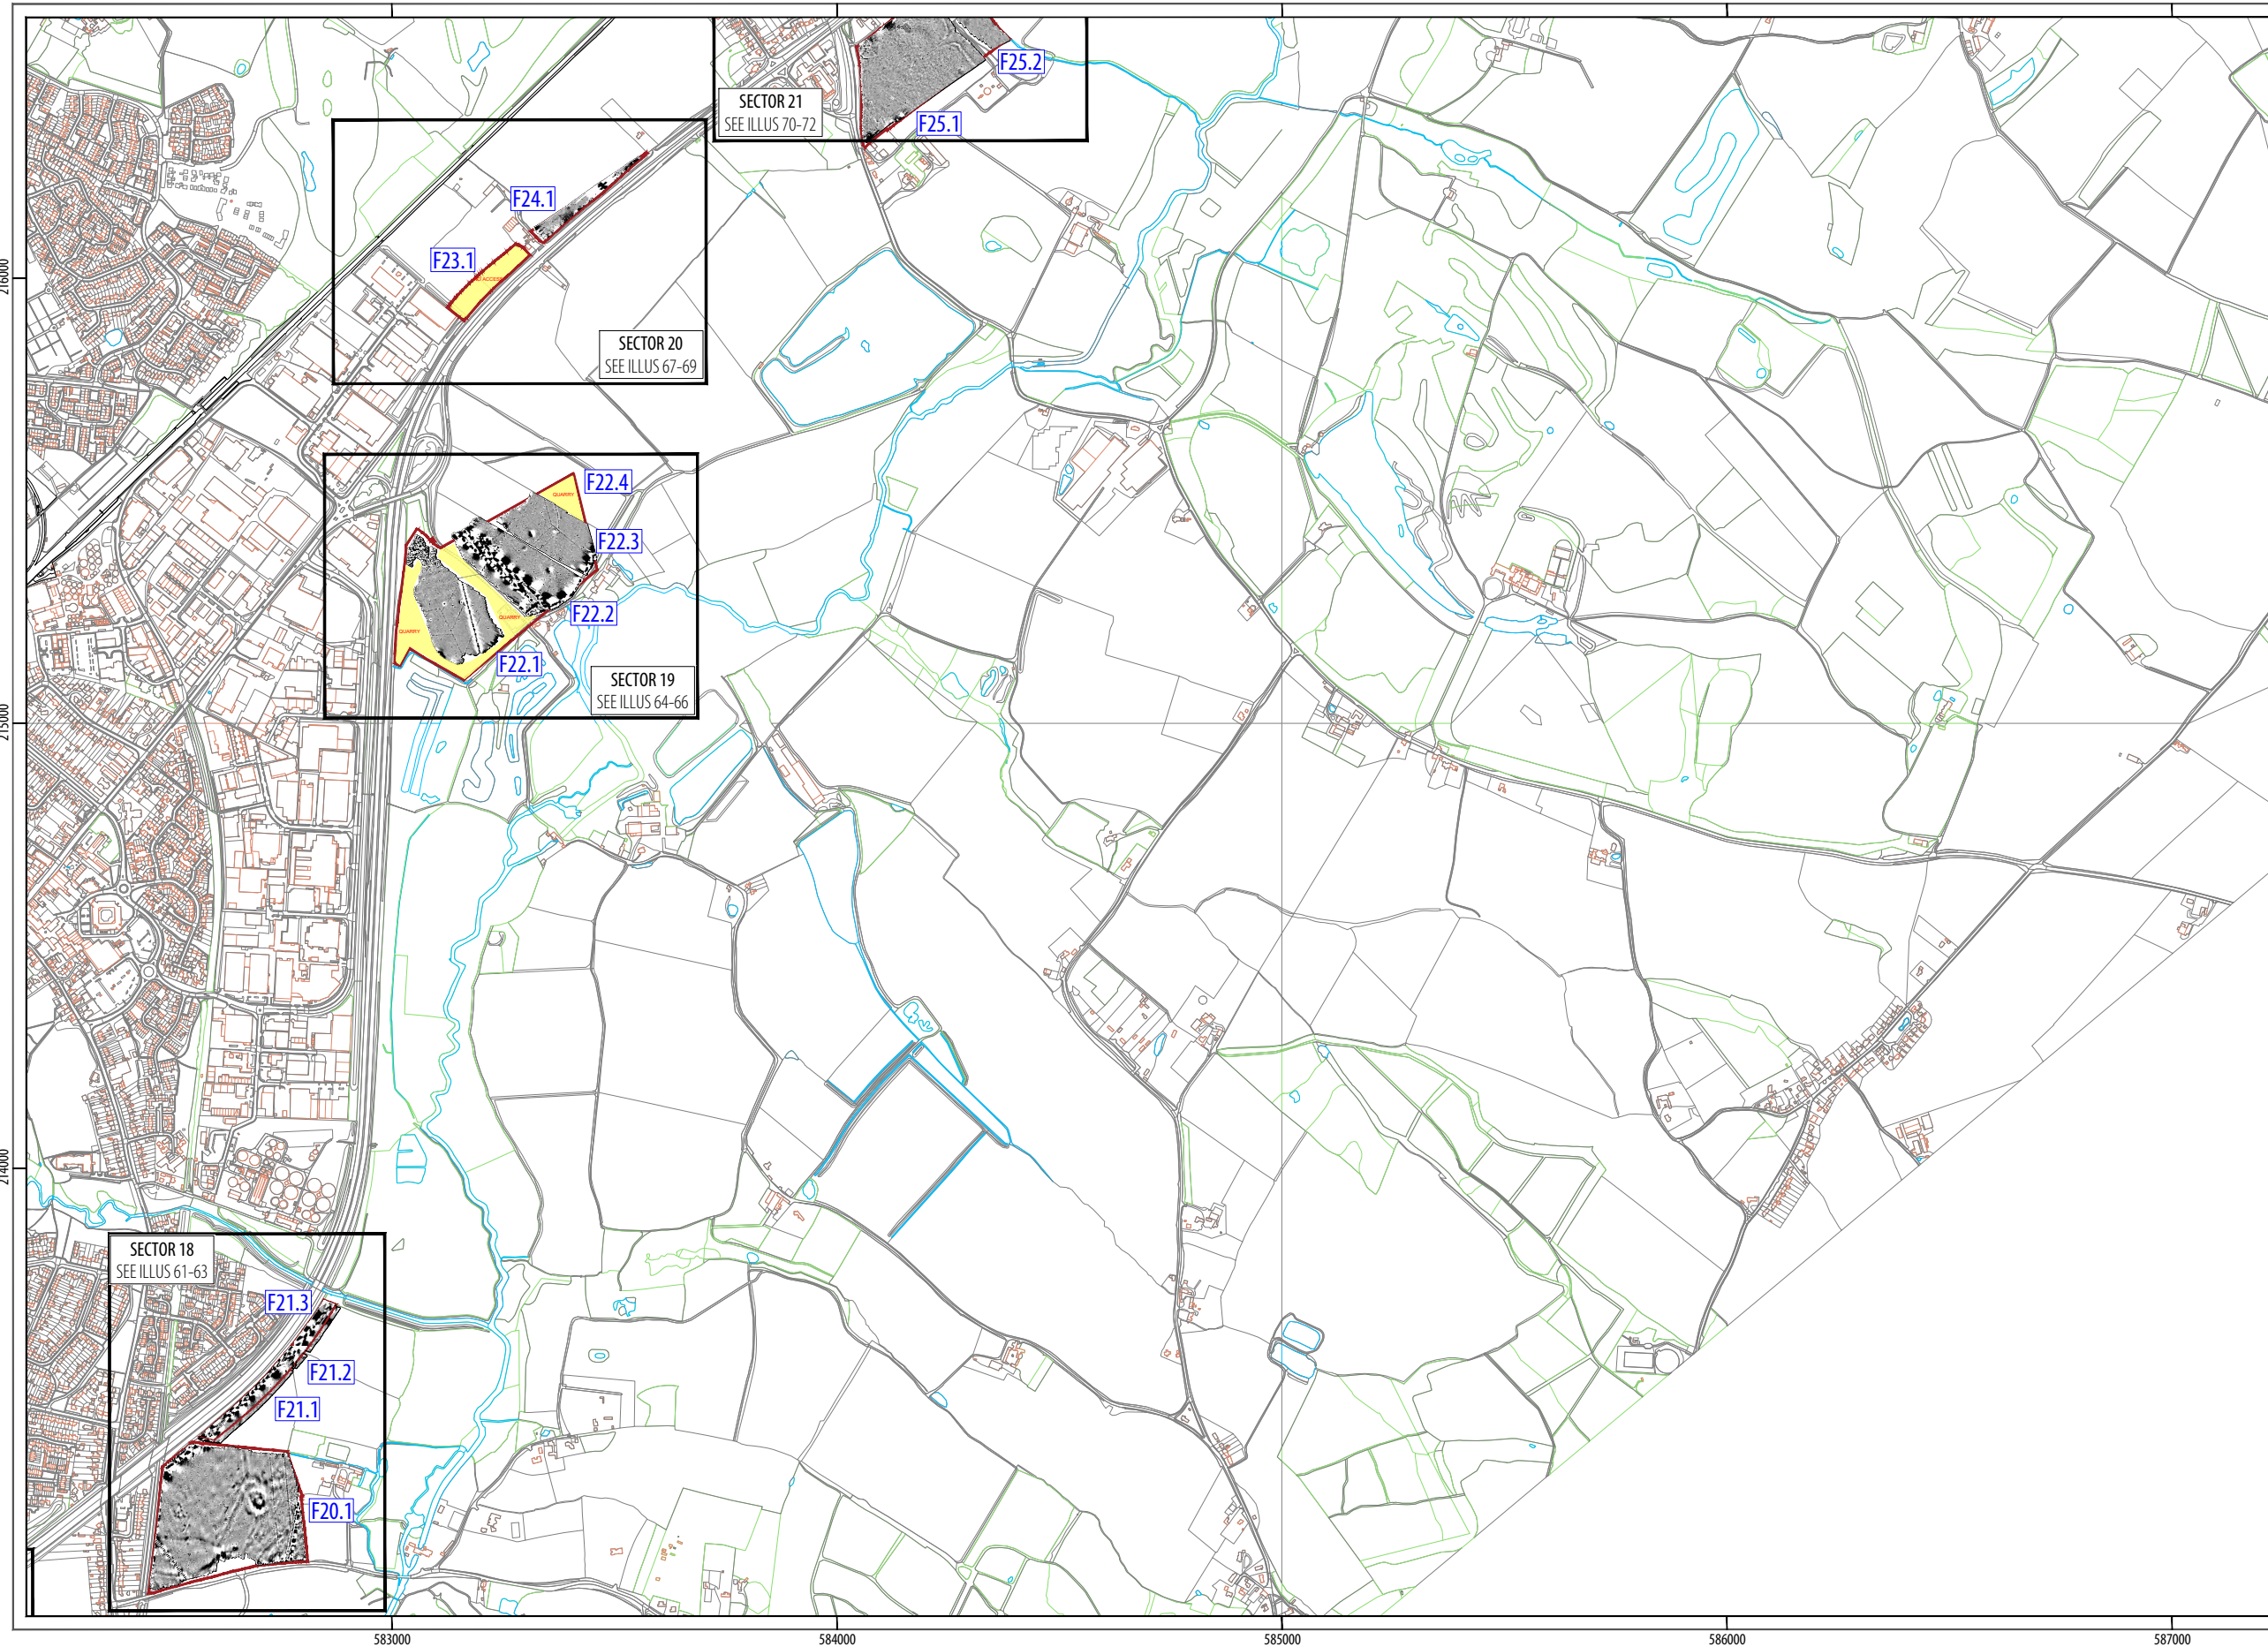 F25.2
SECTOR 21
SEE ILLUS 70-72
F25.1
F24.1
F23.1
NO ACCESS
216000
SECTOR 20
SEE ILLUS 67-69
F22.4
QUARRY
F22.3
F22.2
QUARRY
QUARRY
F22.1
SECTOR 19
SEE ILLUS 64-66
215000
214000
SECTOR 18
SEE ILLUS 61-63
F21.3
F21.2
F21.1
F20.1
583000
584000
585000
586000
587000